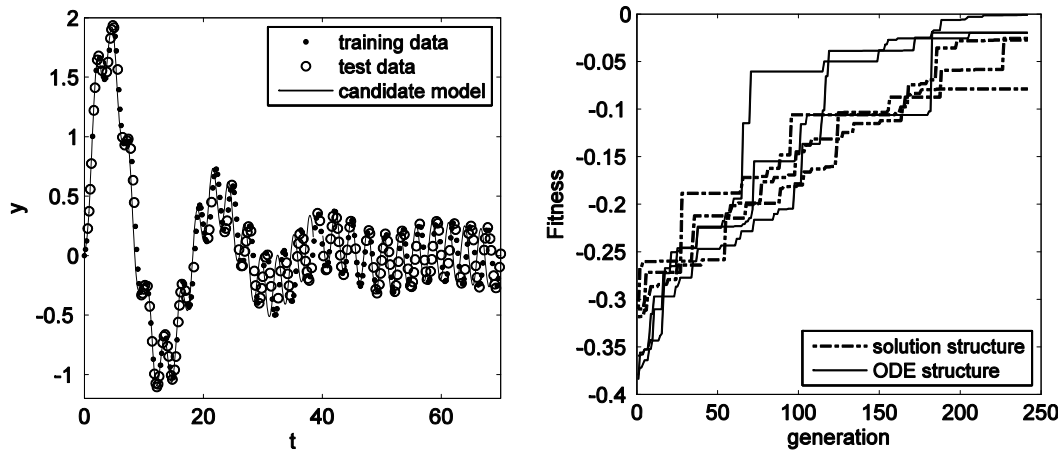 2
1.5
1
0.5
0
-0.5
-1
y
0
20
40
60
t
training data
test data
candidate model
0
-0.05
-0.1
-0.15
-0.2
-0.25
-0.3
-0.35
-0.4
Fitness
0
50
100
150
200
250
generation
solution structure
ODE structure